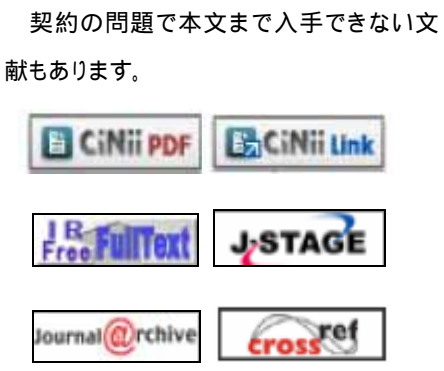 契約の問題で本文まで入手できない文
献もあります。
CiNii PDF
CiNii Link
IR
Free FullText
J-STAGE
Journal@rchive
crossref